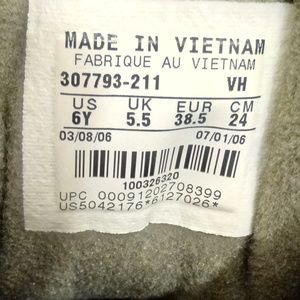 MADE IN VIETNAM
FABRIQUE AU VIETNAM
307793-211 VH
US UK EUR CM
6Y 5.5 38.5 24
03/08/06 07/01/06
100326320
UPC 00091202708399
US5042176*6127026*